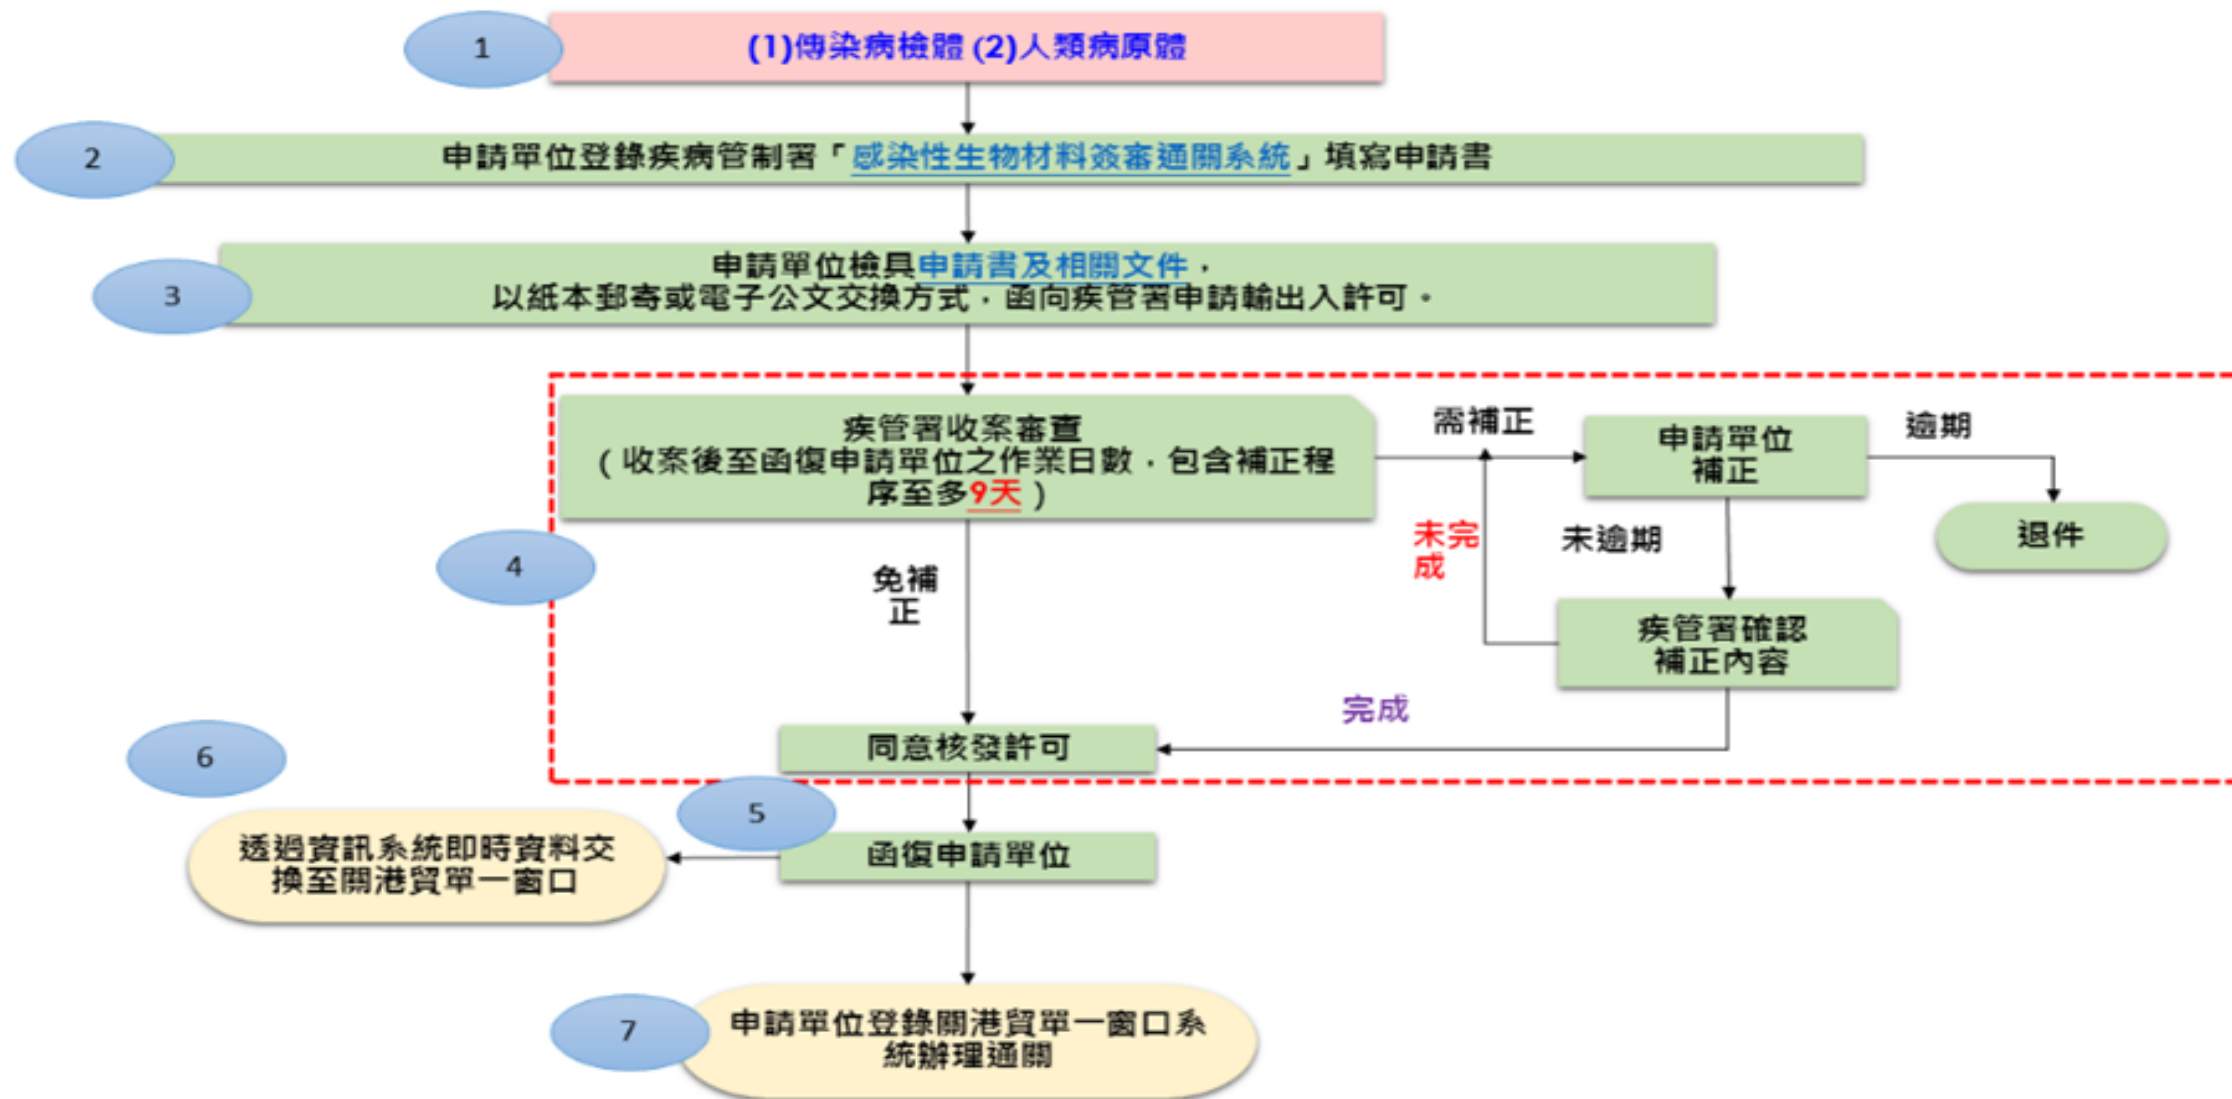 1
(1)傳染病檢體 (2)人類病原體
2
申請單位登錄疾病管制署「感染性生物材料簽審通關系統」填寫申請書
3
申請單位檢具申請書及相關文件，
以紙本郵寄或電子公文交換方式，函向疾管署申請輸出入許可。
4
疾管署收案審查
(收案後至函復申請單位之作業日數，包含補正程
序至多9天)
需補正
申請單位
補正
逾期
退件
未逾期
未完
成
疾管署確認
補正內容
免補
正
完成
同意核發許可
5
函復申請單位
6
透過資訊系統即時資料交
換至關港貿單一窗口
7
申請單位登錄關港貿單一窗口系
統辦理通關